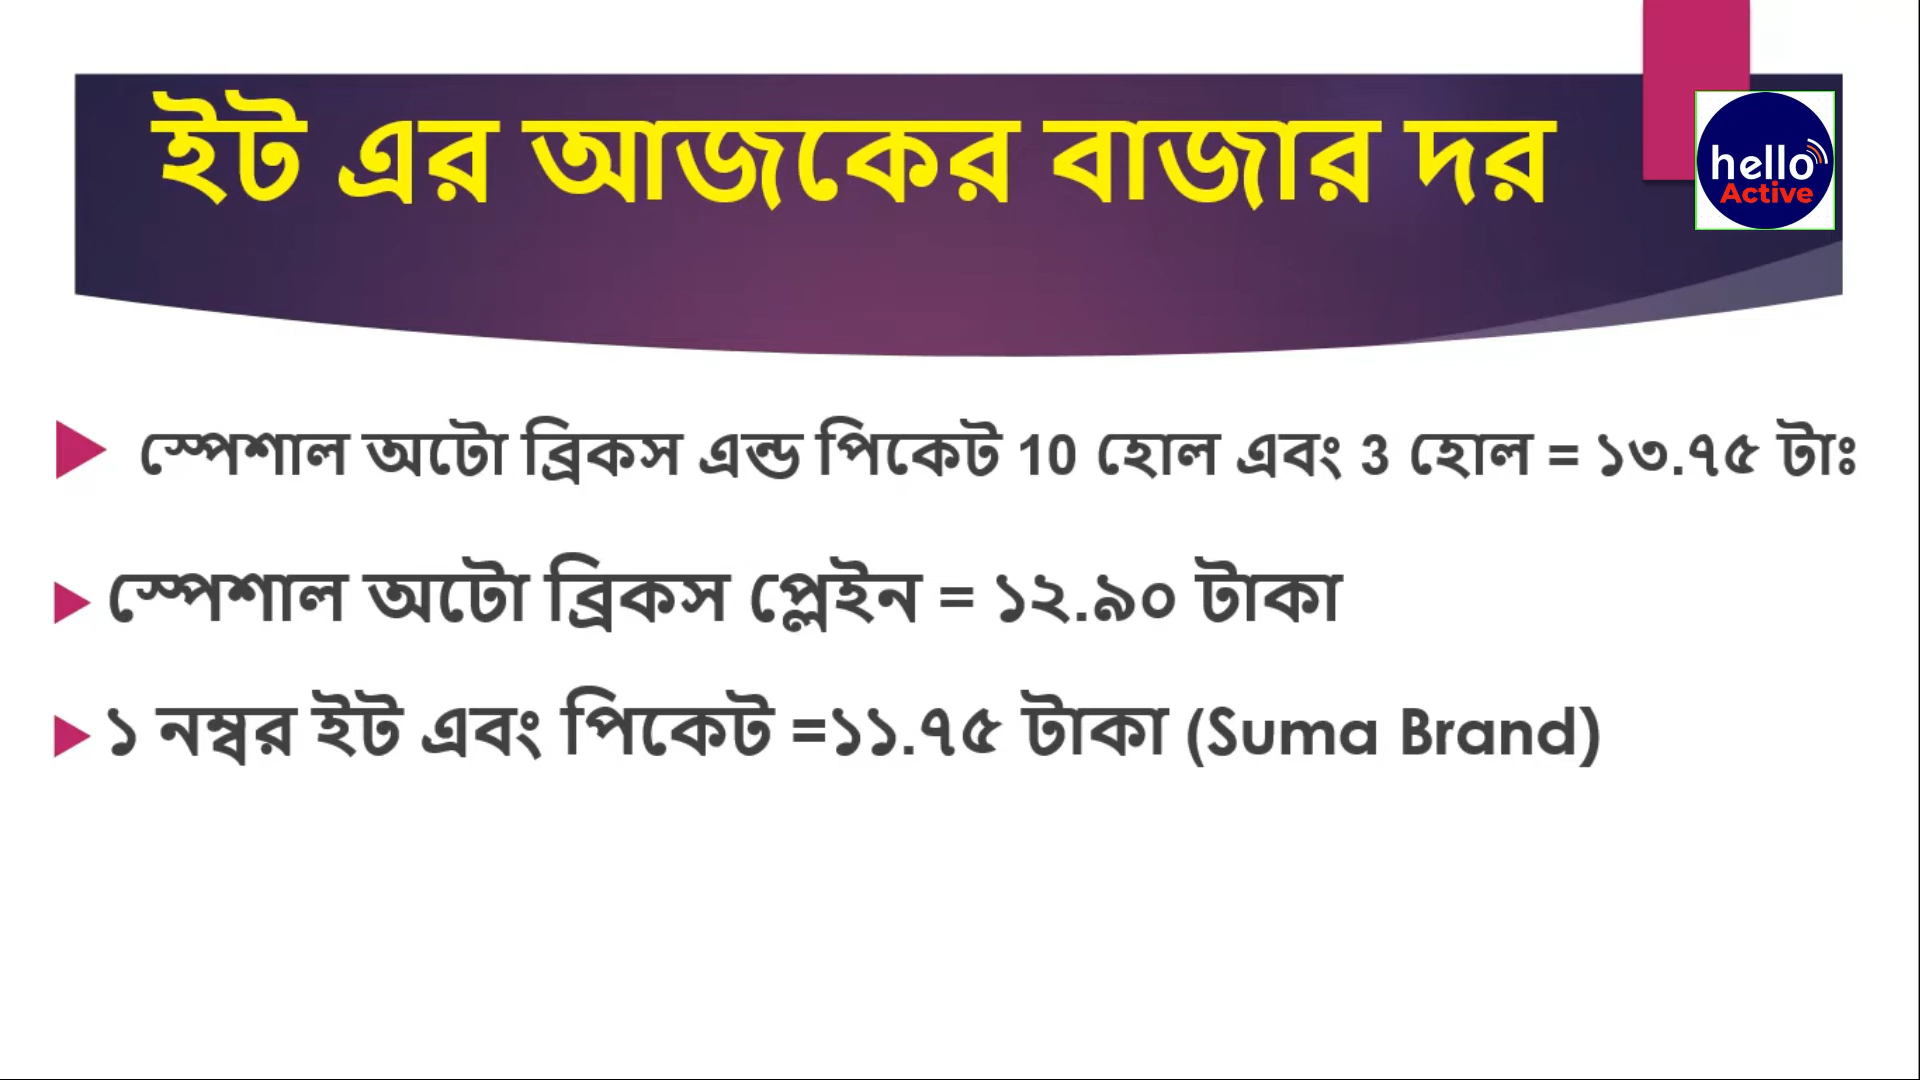 ইট এর আজকের বাজার দর
hello
Active
স্পেশাল অটো ব্রিকস এন্ড পিকেট 10 হোল এবং 3 হোল = ১৩.৭৫ টাঃ
স্পেশাল অটো ব্রিকস প্লেইন = ১২.৯০ টাকা
১ নম্বর ইট এবং পিকেট =১১.৭৫ টাকা (Suma Brand)